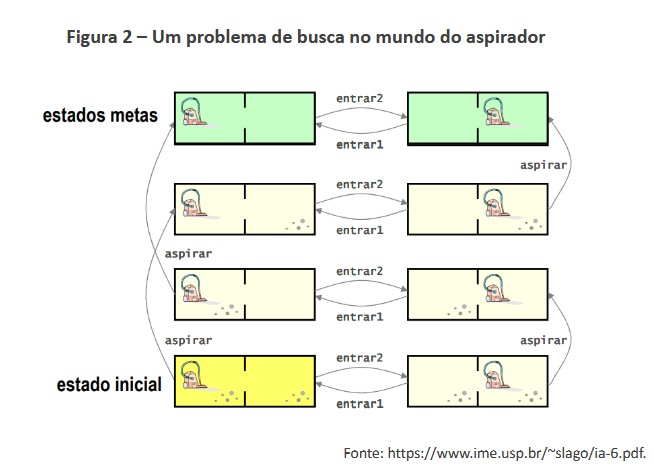 Figura 2 – Um problema de busca no mundo do aspirador
estados metas
entrar2
entrar1
aspirar
entrar2
entrar1
aspirar
entrar2
entrar1
aspirar
aspirar
estado inicial
entrar2
entrar1
Fonte: https://www.ime.usp.br/~slago/ia-6.pdf.